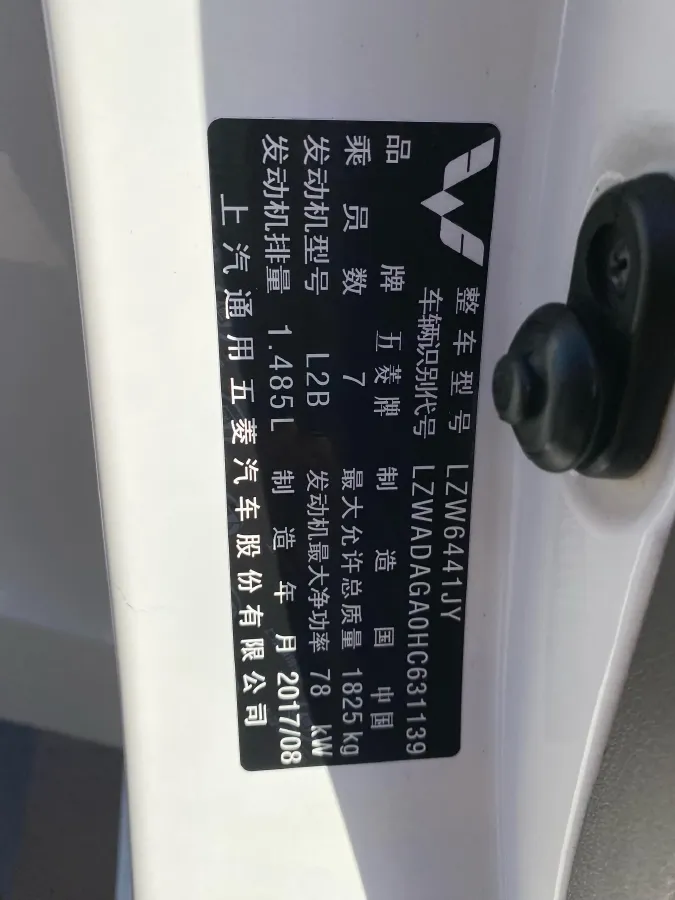 整车型号 LZW6441JY
车辆识别代号 LZWADAGA0HC631139
品牌 五菱牌 制造国 中国
乘员数 7 最大允许总质量 1825kg
发动机型号 L2B 发动机最大净功率 78 kW
发动机排量 1.485L 制造年月 2017/08
上汽通用五菱汽车股份有限公司